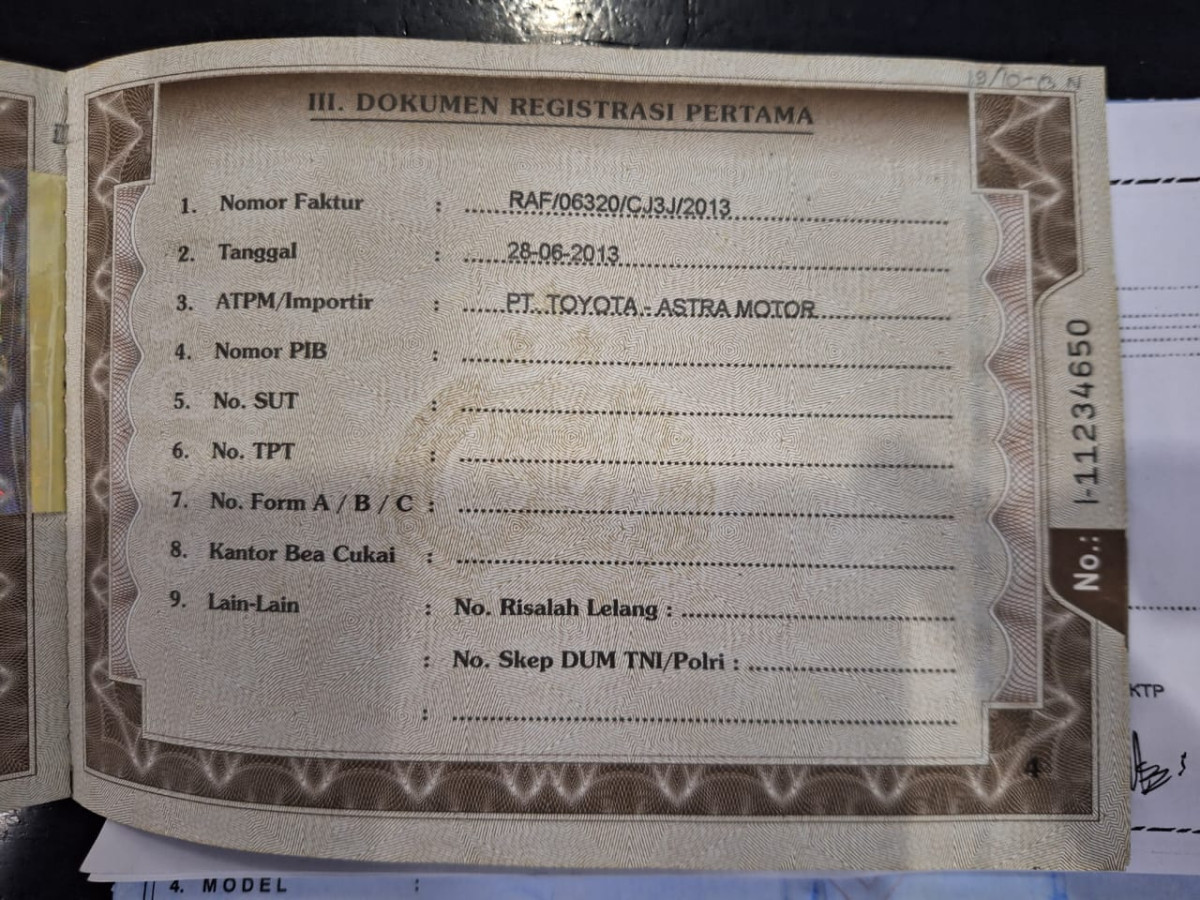 18/10-13 N
III. DOKUMEN REGISTRASI PERTAMA
1. Nomor Faktur : RAF/06320/CJ3J/2013
2. Tanggal : 28-06-2013
3. ATPM/Importir : PT. TOYOTA - ASTRA MOTOR
4. Nomor PIB :
5. No. SUT :
6. No. TPT :
7. No. Form A / B / C :
8. Kantor Bea Cukai :
9. Lain-Lain : No. Risalah Lelang :
: No. Skep DUM TNI/Polri :
:
4
No.: I-11234650
KTP
4. MODEL :